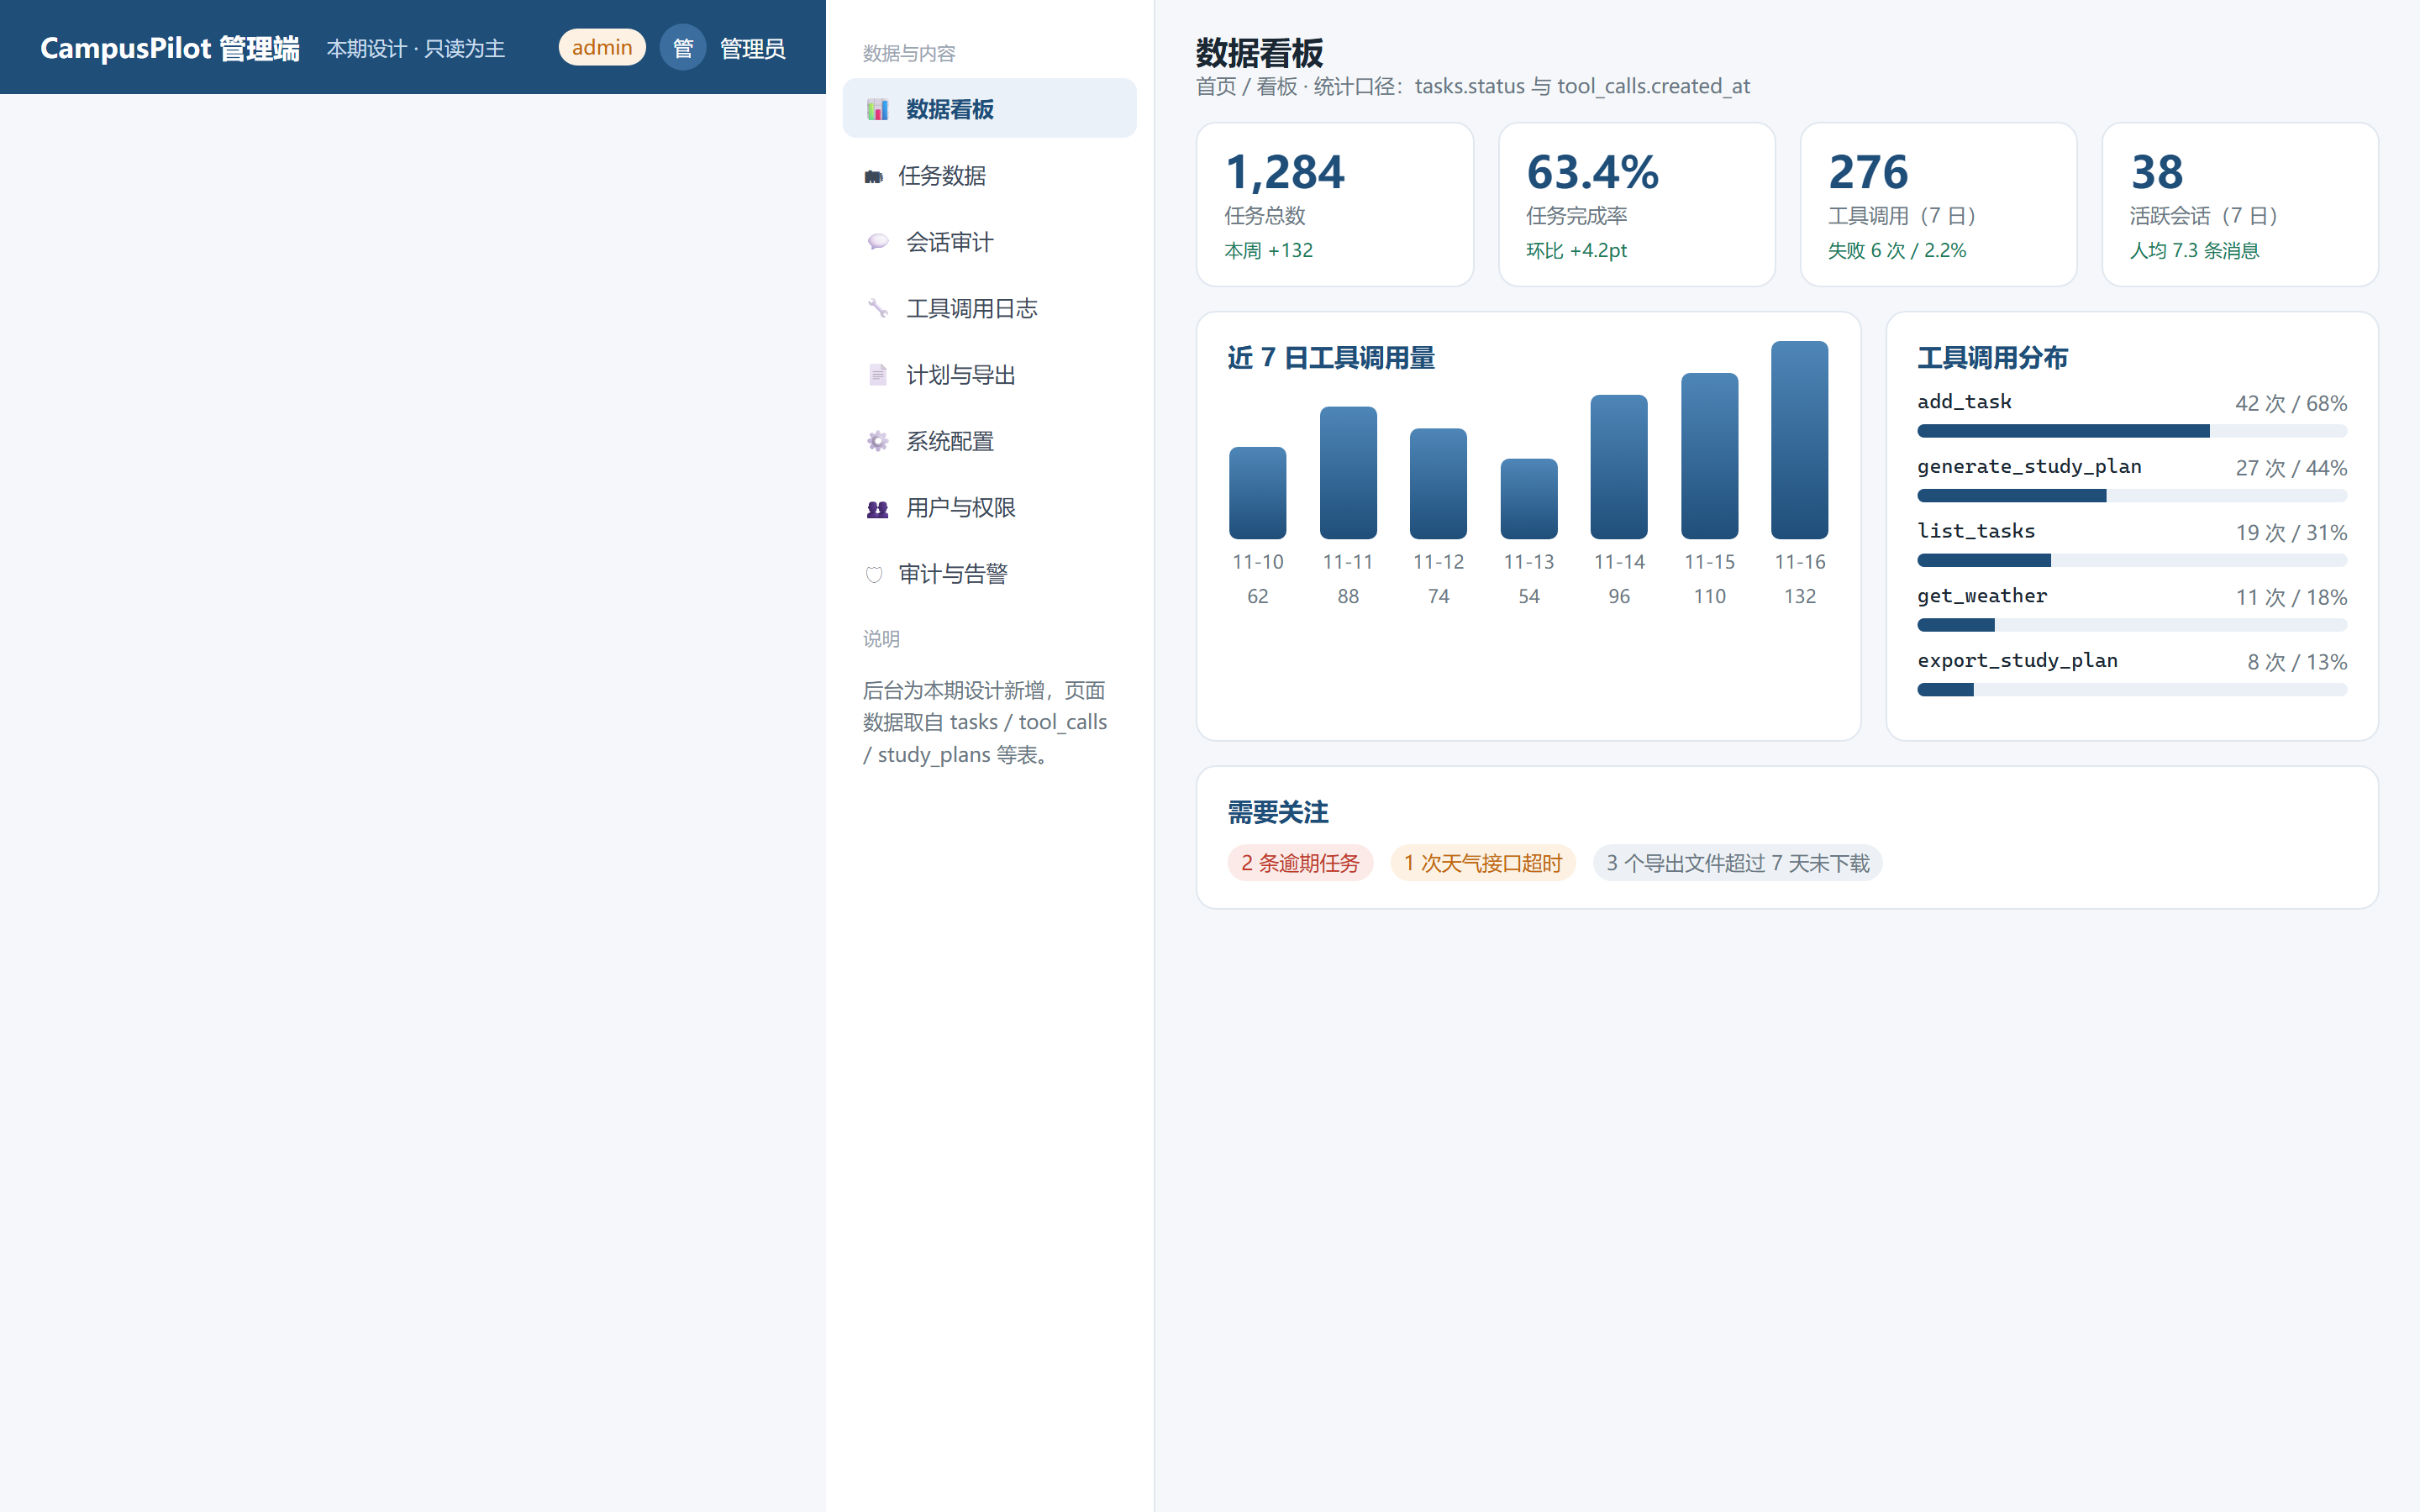 CampusPilot 管理端
本期设计 · 只读为主
admin
管
管理员
数据与内容
数据看板
任务数据
会话审计
工具调用日志
计划与导出
系统配置
用户与权限
审计与告警
说明
后台为本期设计新增，页面
数据取自 tasks / tool_calls
/ study_plans 等表。
数据看板
首页 / 看板 · 统计口径：tasks.status 与 tool_calls.created_at
1,284
任务总数
本周 +132
63.4%
任务完成率
环比 +4.2pt
276
工具调用（7 日）
失败 6 次 / 2.2%
38
活跃会话（7 日）
人均 7.3 条消息
近 7 日工具调用量
11-10 11-11 11-12 11-13 11-14 11-15 11-16
62 88 74 54 96 110 132
工具调用分布
add_task 42 次 / 68%
generate_study_plan 27 次 / 44%
list_tasks 19 次 / 31%
get_weather 11 次 / 18%
export_study_plan 8 次 / 13%
需要关注
2 条逾期任务
1 次天气接口超时
3 个导出文件超过 7 天未下载